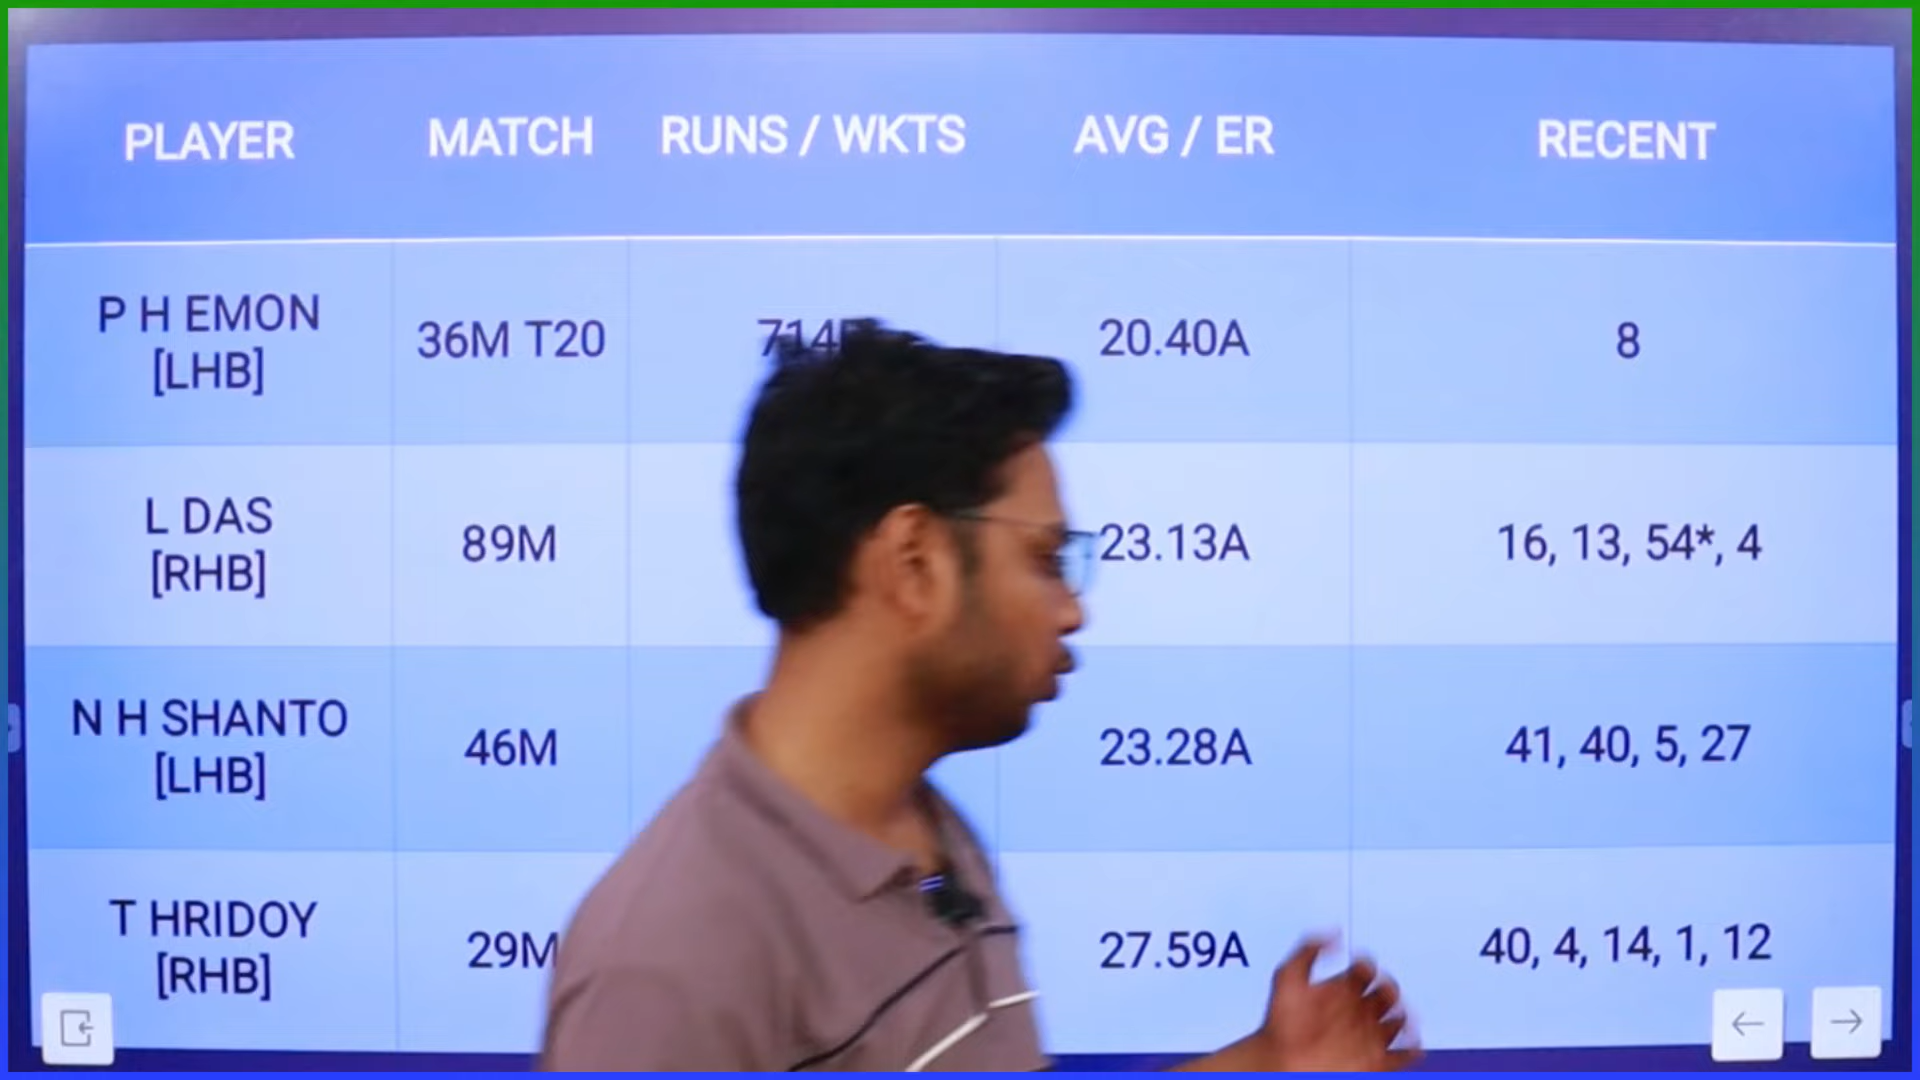 PLAYER MATCH RUNS / WKTS AVG / ER RECENT
P H EMON
[LHB]
36M T20 714 20.40A 8
L DAS
[RHB]
89M 23.13A 16, 13, 54*, 4
N H SHANTO
[LHB]
46M 23.28A 41, 40, 5, 27
T HRIDOY
[RHB]
29M 27.59A 40, 4, 14, 1, 12